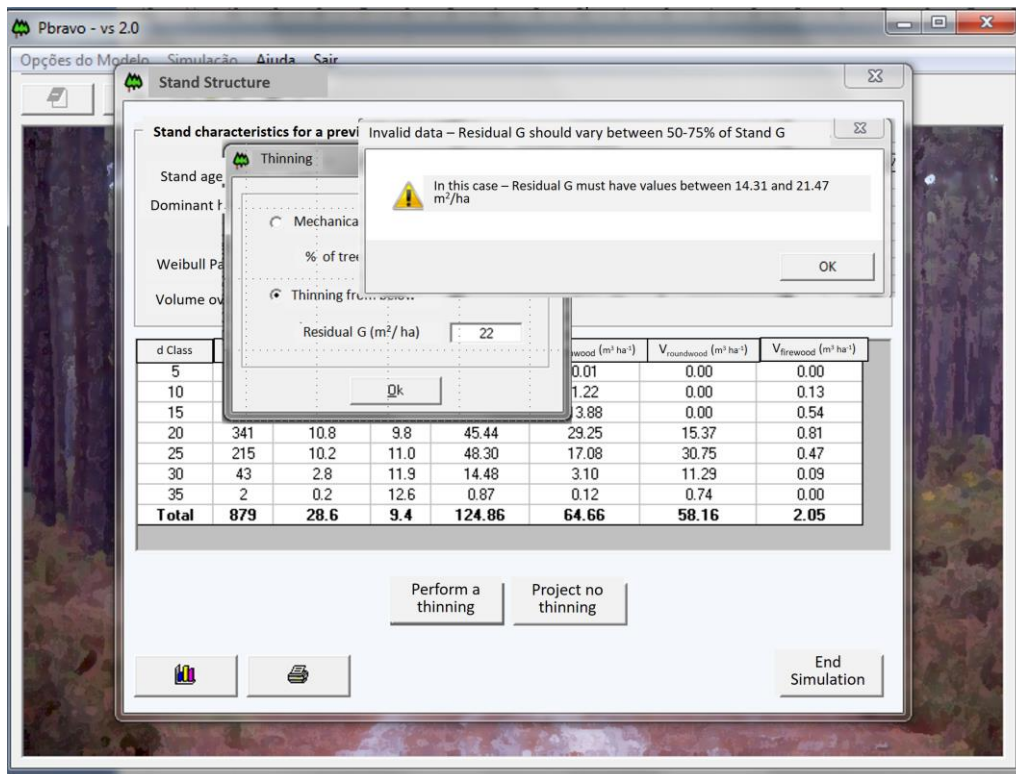 Pbravo - vs 2.0
Opções do Modelo Simulação Ajuda Sair
Stand Structure
Stand characteristics for a previ
Invalid data – Residual G should vary between 50-75% of Stand G
Thinning
In this case – Residual G must have values between 14.31 and 21.47
m²/ha
OK
Stand age
Dominant h
Mechanica
% of tree
Weibull Pa
Thinning from below
Volume ov
Residual G (m²/ ha) 22
Ok
d Class wood (m³ ha⁻¹) Vroundwood (m³ ha⁻¹) Vfirewood (m³ ha⁻¹)
5 0.01 0.00 0.00
10 1.22 0.00 0.13
15 3.88 0.00 0.54
20 341 10.8 9.8 45.44 29.25 15.37 0.81
25 215 10.2 11.0 48.30 17.08 30.75 0.47
30 43 2.8 11.9 14.48 3.10 11.29 0.09
35 2 0.2 12.6 0.87 0.12 0.74 0.00
Total 879 28.6 9.4 124.86 64.66 58.16 2.05
Perform a
thinning
Project no
thinning
End
Simulation